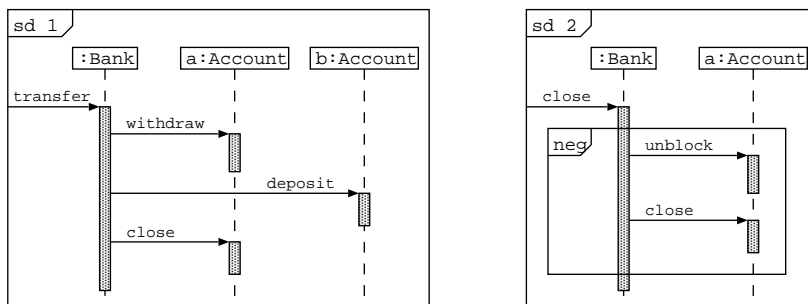 sd 1
:Bank a:Account b:Account
transfer
withdraw
deposit
close
sd 2
:Bank a:Account
close
neg
unblock
close